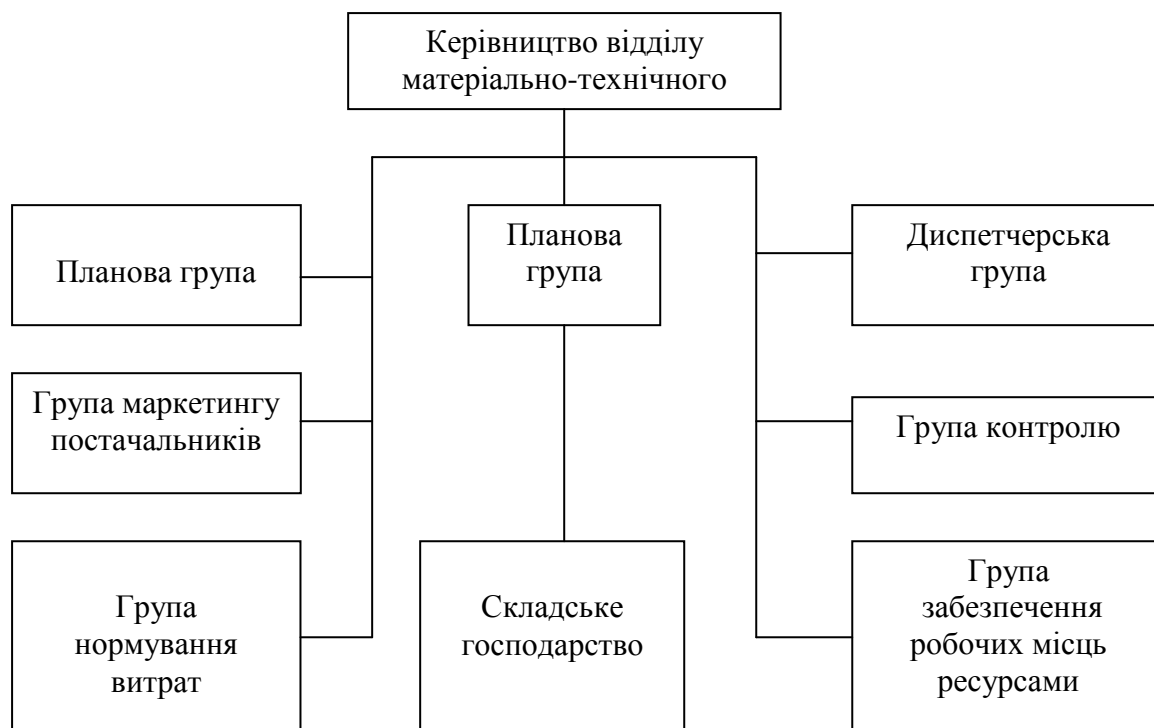 Керівництво відділу
матеріально-технічного
Планова група
Планова
група
Диспетчерська
група
Група маркетингу
постачальників
Група контролю
Група
нормування
витрат
Складське
господарство
Група
забезпечення
робочих місць
ресурсами